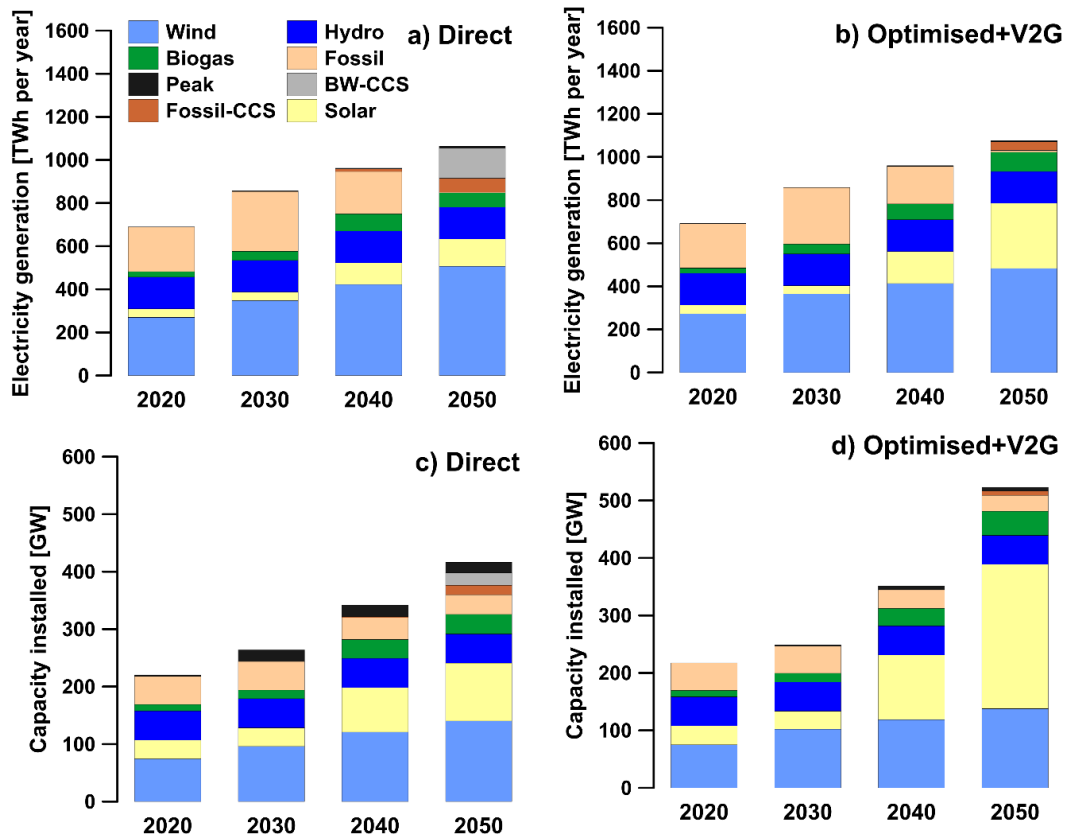 Electricity generation [TWh per year]
1600
1400
1200
1000
800
600
400
200
0
Wind
Hydro
Biogas
Fossil
Peak
BW-CCS
Fossil-CCS
Solar
a) Direct
2020 2030 2040 2050
Electricity generation [TWh per year]
1600
1400
1200
1000
800
600
400
200
0
b) Optimised+V2G
2020 2030 2040 2050
Capacity installed [GW]
600
500
400
300
200
100
0
c) Direct
2020 2030 2040 2050
Capacity installed [GW]
600
500
400
300
200
100
0
d) Optimised+V2G
2020 2030 2040 2050